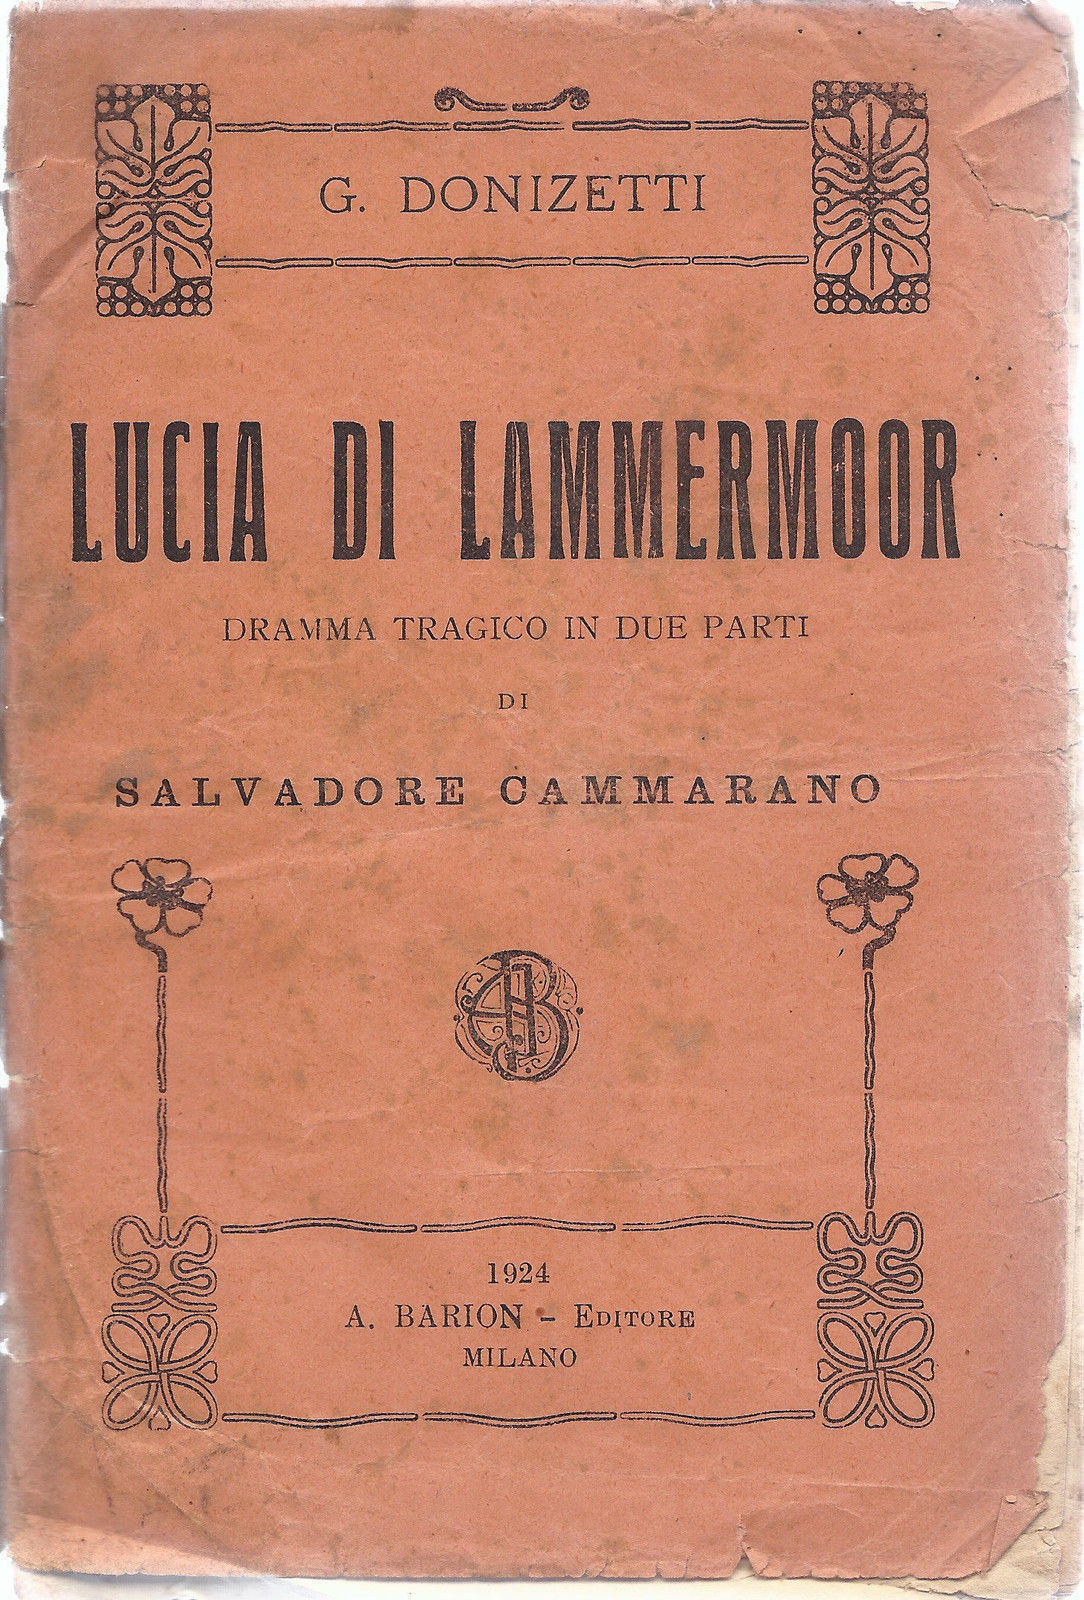 G. DONIZETTI
LUCIA DI LAMMERMOOR
DRAMMA TRAGICO IN DUE PARTI
DI
SALVADORE CAMMARANO
1924
A. BARION - EDITORE
MILANO